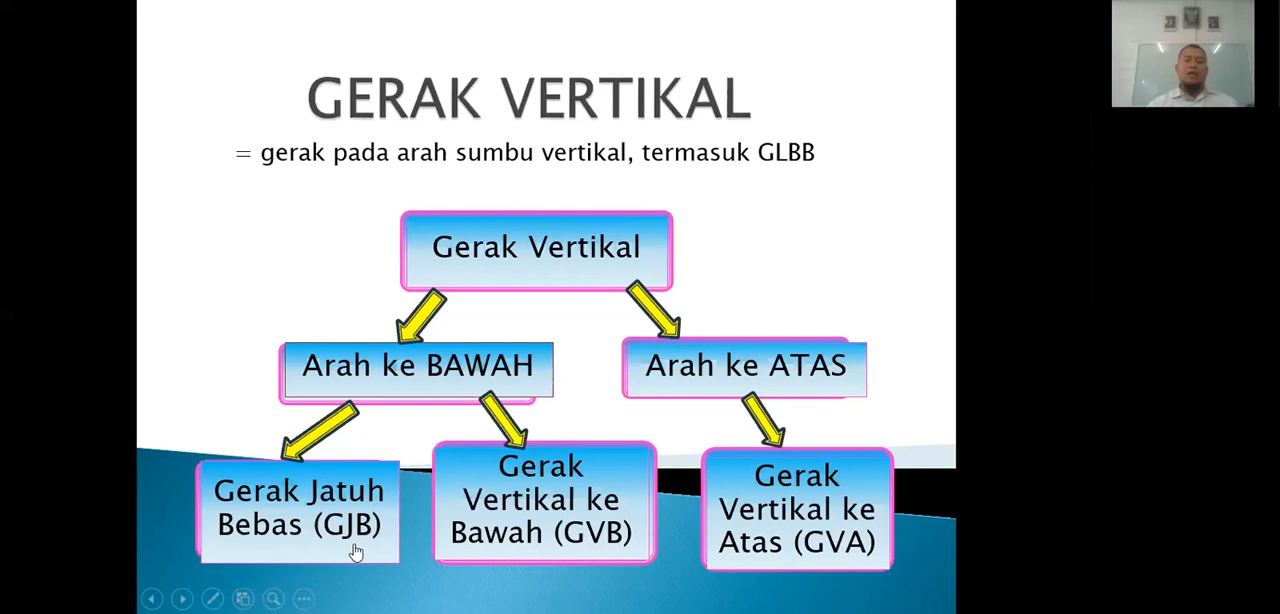 GERAK VERTIKAL
= gerak pada arah sumbu vertikal, termasuk GLBB
Gerak Vertikal
Arah ke BAWAH
Arah ke ATAS
Gerak Jatuh
Bebas (GJB)
Gerak
Vertikal ke
Bawah (GVB)
Gerak
Vertikal ke
Atas (GVA)